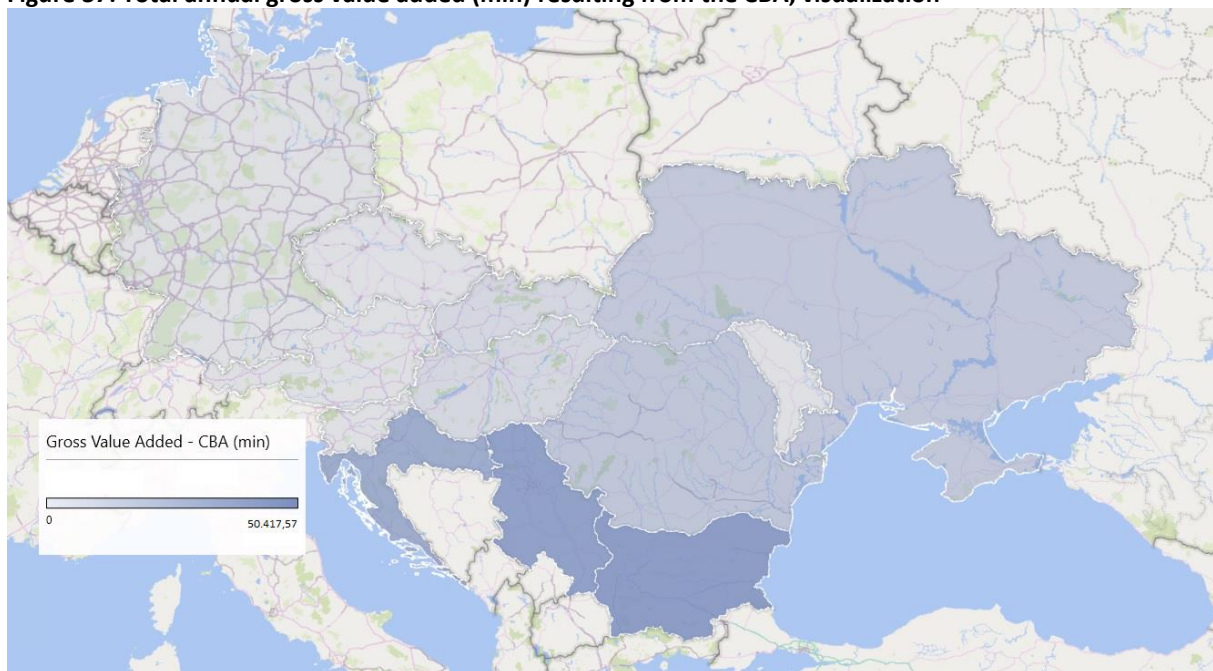 Figure 37: Total annual gross value added (min) resulting from the CBA, visualization
Gross Value Added - CBA (min)
0
50.417,57